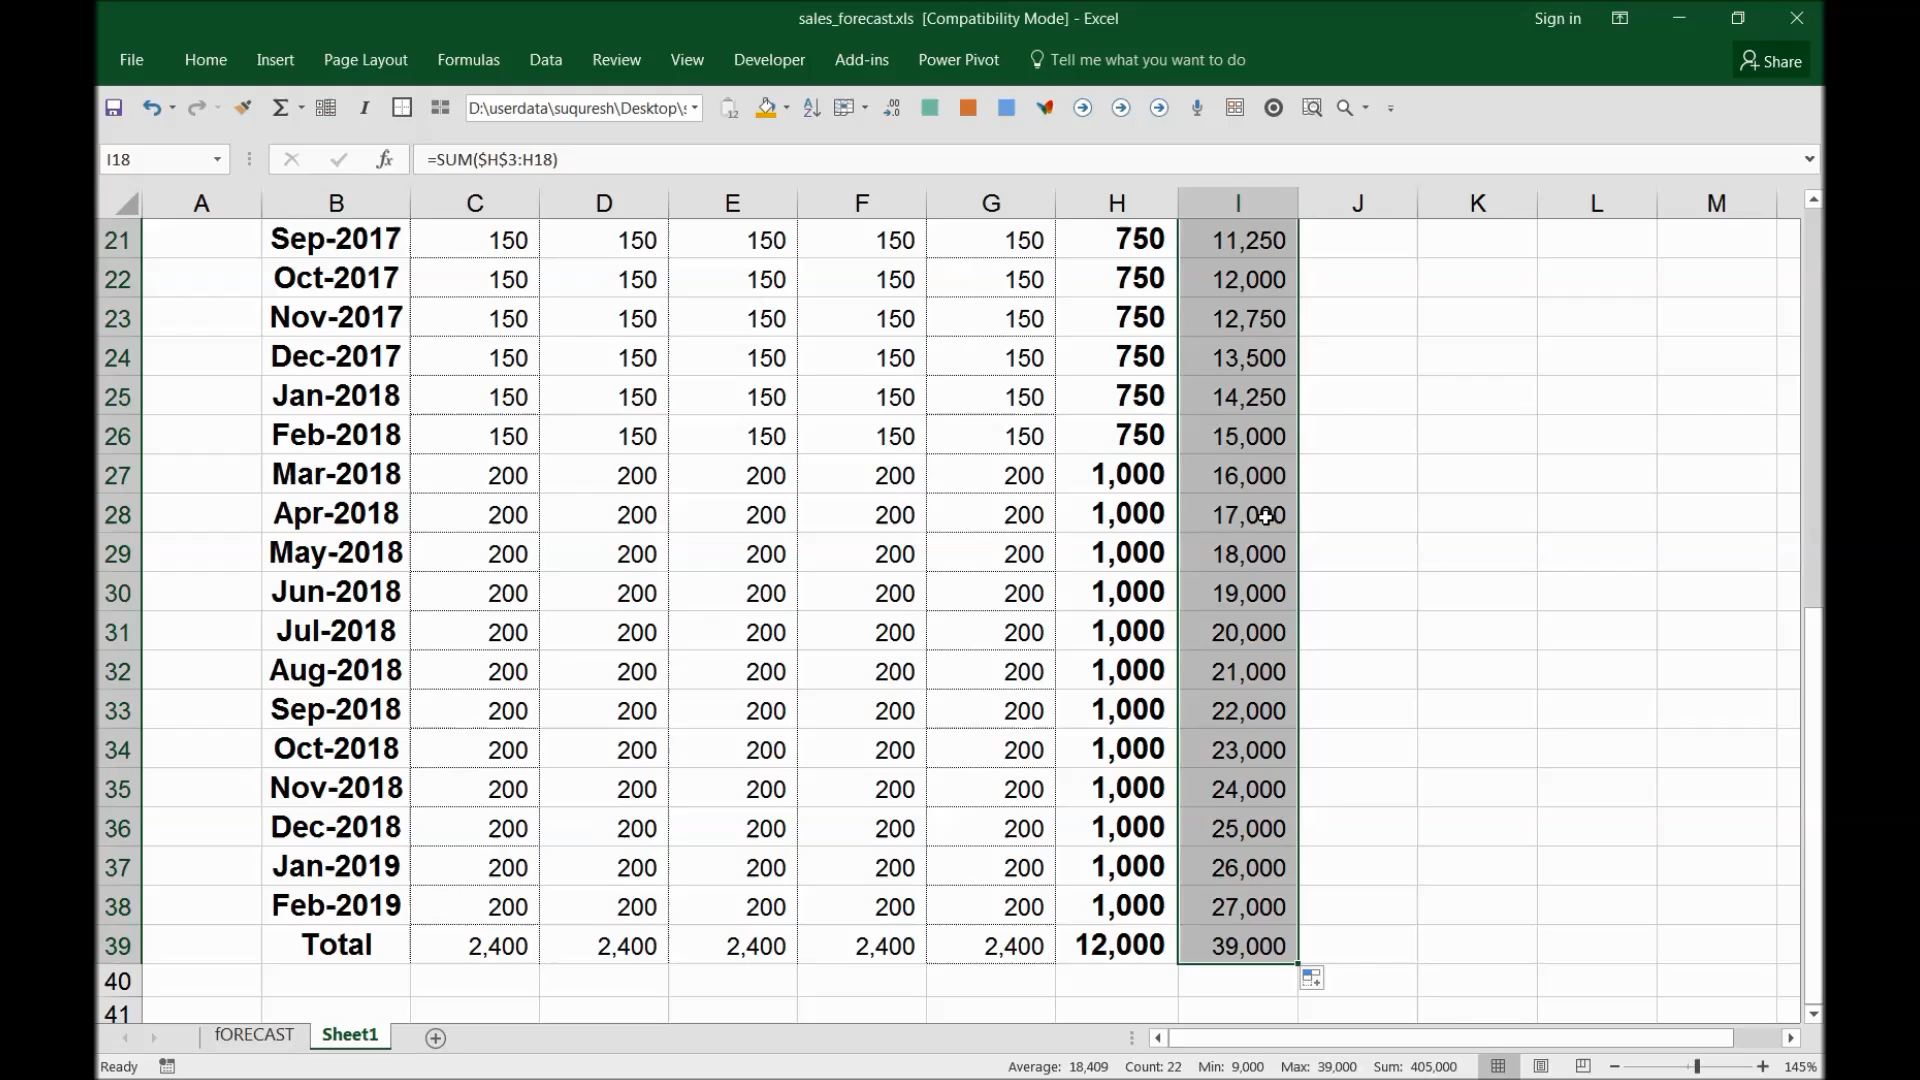 sales_forecast.xls [Compatibility Mode] - Excel
Sign in
File Home Insert Page Layout Formulas Data Review View Developer Add-ins Power Pivot Tell me what you want to do Share
D:\userdata\suquresh\Desktop\s
I18 =SUM($H$3:H18)
A B C D E F G H I J K L M
21 Sep-2017 150 150 150 150 150 750 11,250
22 Oct-2017 150 150 150 150 150 750 12,000
23 Nov-2017 150 150 150 150 150 750 12,750
24 Dec-2017 150 150 150 150 150 750 13,500
25 Jan-2018 150 150 150 150 150 750 14,250
26 Feb-2018 150 150 150 150 150 750 15,000
27 Mar-2018 200 200 200 200 200 1,000 16,000
28 Apr-2018 200 200 200 200 200 1,000 17,000
29 May-2018 200 200 200 200 200 1,000 18,000
30 Jun-2018 200 200 200 200 200 1,000 19,000
31 Jul-2018 200 200 200 200 200 1,000 20,000
32 Aug-2018 200 200 200 200 200 1,000 21,000
33 Sep-2018 200 200 200 200 200 1,000 22,000
34 Oct-2018 200 200 200 200 200 1,000 23,000
35 Nov-2018 200 200 200 200 200 1,000 24,000
36 Dec-2018 200 200 200 200 200 1,000 25,000
37 Jan-2019 200 200 200 200 200 1,000 26,000
38 Feb-2019 200 200 200 200 200 1,000 27,000
39 Total 2,400 2,400 2,400 2,400 2,400 12,000 39,000
40
41
fORECAST Sheet1
Ready Average: 18,409 Count: 22 Min: 9,000 Max: 39,000 Sum: 405,000 145%